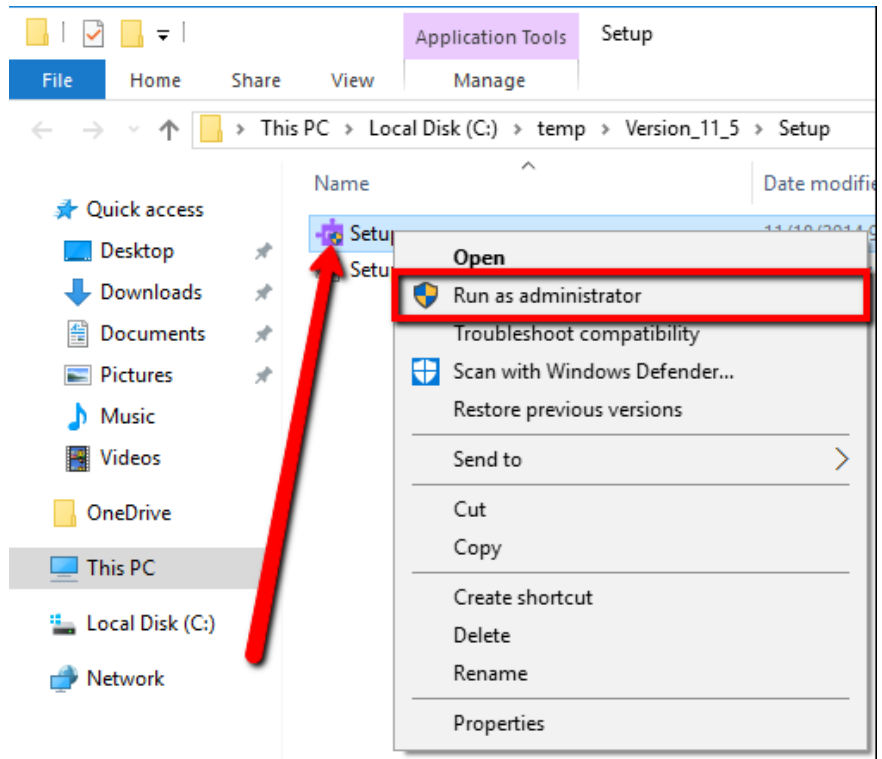 Application Tools Setup
File Home Share View Manage
This PC > Local Disk (C:) > temp > Version_11_5 > Setup
Name Date modifie
Quick access
Desktop
Downloads
Documents
Pictures
Music
Videos
OneDrive
This PC
Local Disk (C:)
Network
Setup
Setu
Open
Run as administrator
Troubleshoot compatibility
Scan with Windows Defender...
Restore previous versions
Send to
Cut
Copy
Create shortcut
Delete
Rename
Properties